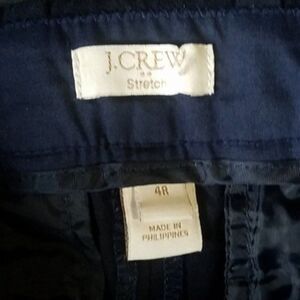 J.CREW
Stretch
4R
MADE IN
PHILIPPINES